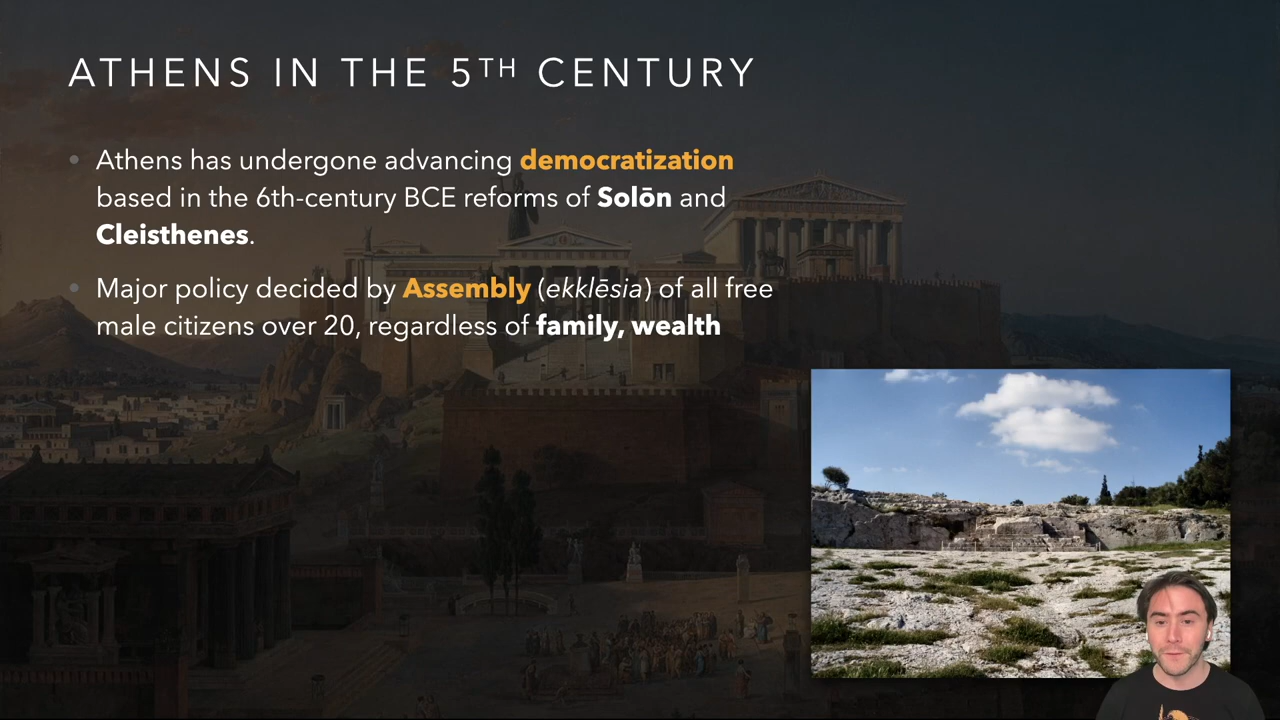 ATHENS IN THE 5TH CENTURY
• Athens has undergone advancing democratization
based in the 6th-century BCE reforms of Solōn and
Cleisthenes.
• Major policy decided by Assembly (ekklēsia) of all free
male citizens over 20, regardless of family, wealth